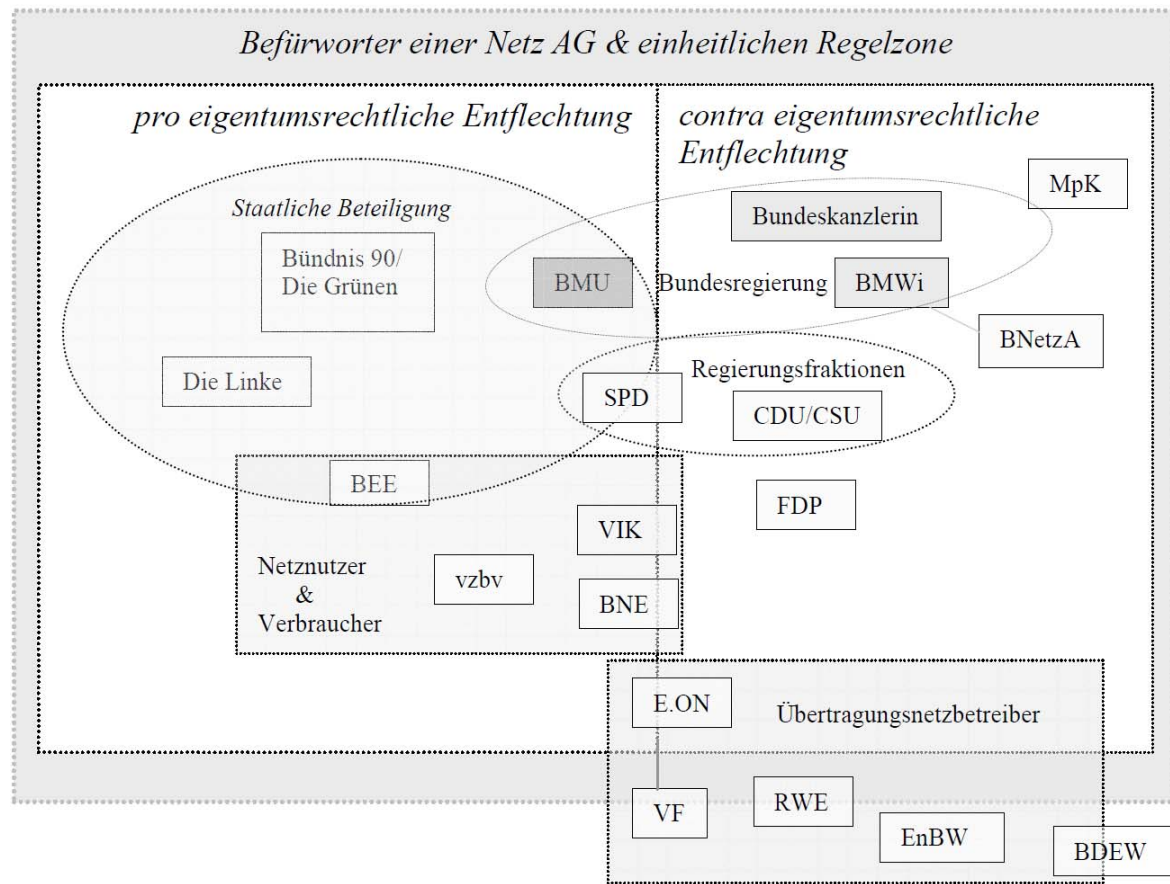 Befürworter einer Netz AG & einheitlichen Regelzone
pro eigentumsrechtliche Entflechtung
contra eigentumsrechtliche
Entflechtung
MpK
Staatliche Beteiligung
Bundeskanzlerin
Bündnis 90/
Die Grünen
BMU
Bundesregierung
BMWi
BNetzA
Die Linke
SPD
Regierungsfraktionen
CDU/CSU
BEE
FDP
VIK
Netznutzer
&
Verbraucher
vzbv
BNE
E.ON
Übertragungsnetzbetreiber
VF
RWE
EnBW
BDEW